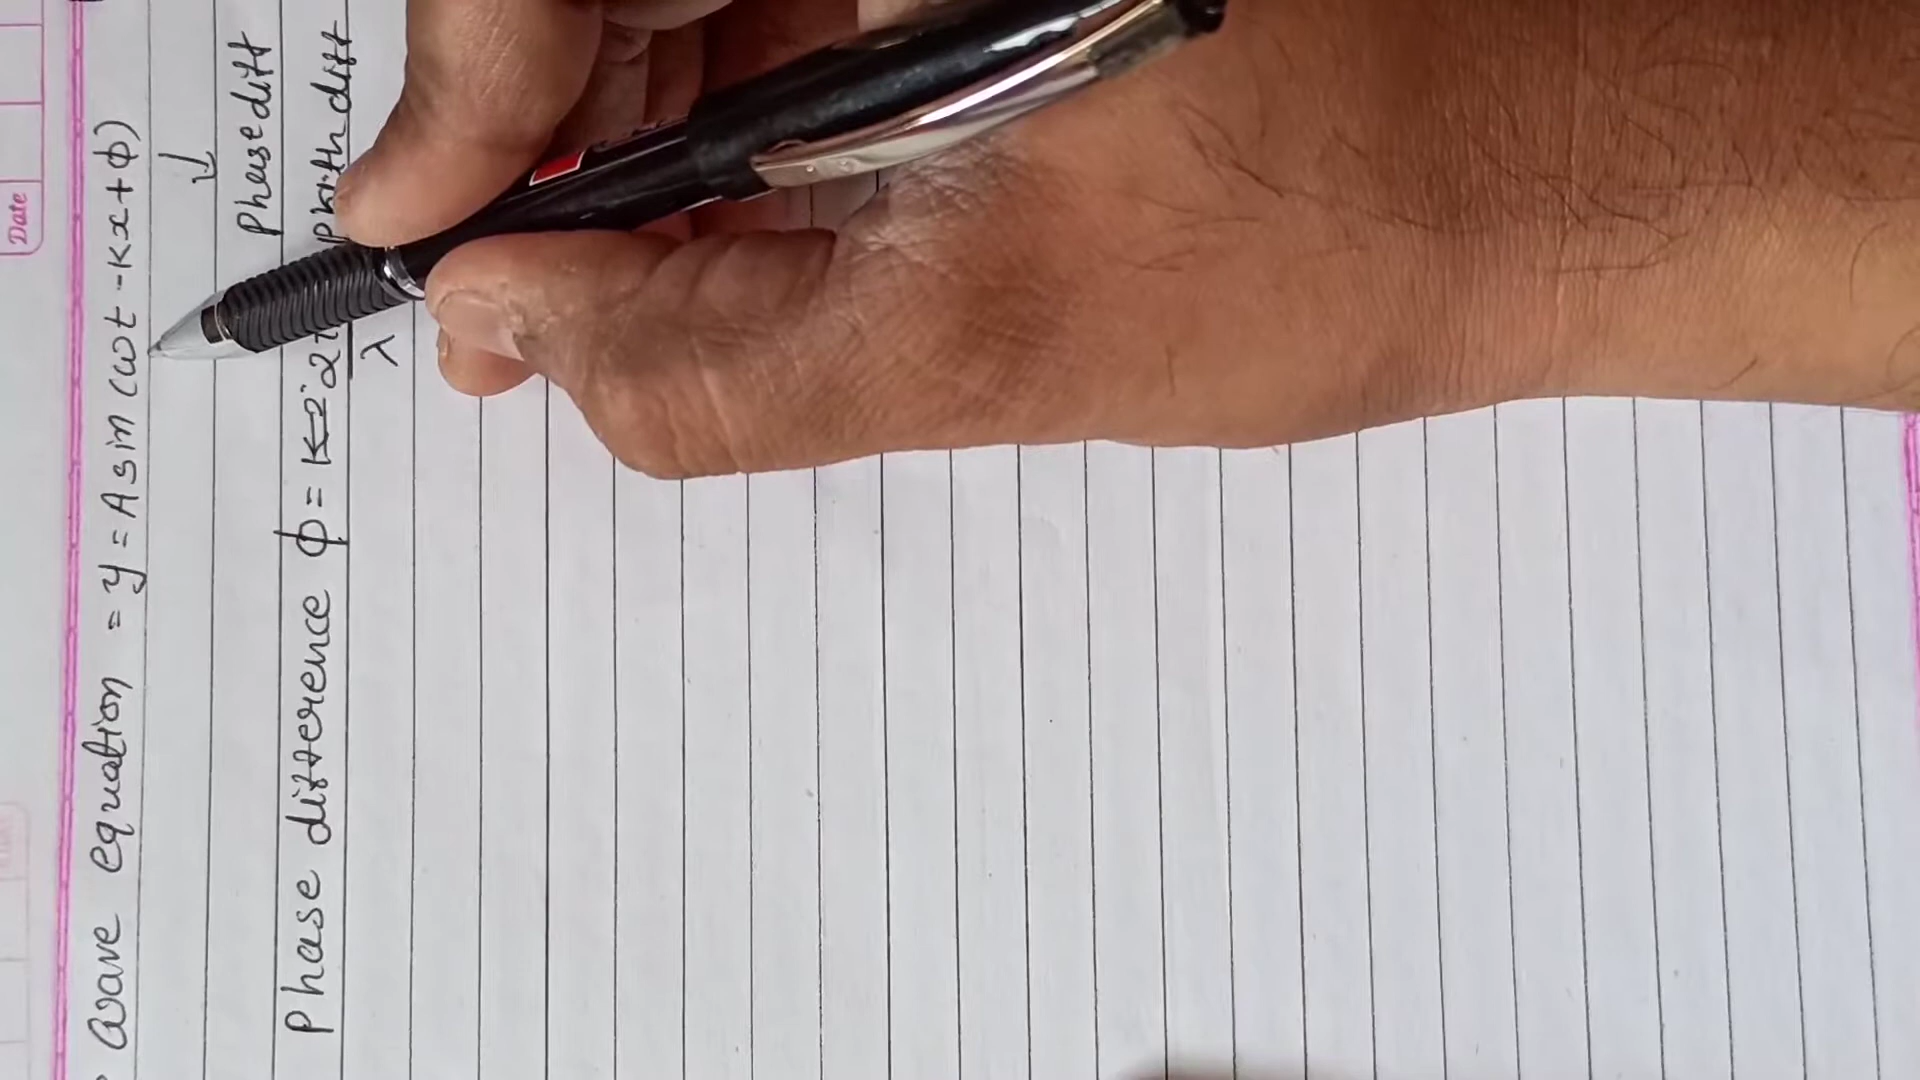 Date
wave equation = y = A sin (ωt - kx + ϕ)
↓
Phase diff
Phase difference ϕ = 2π path diff
λ